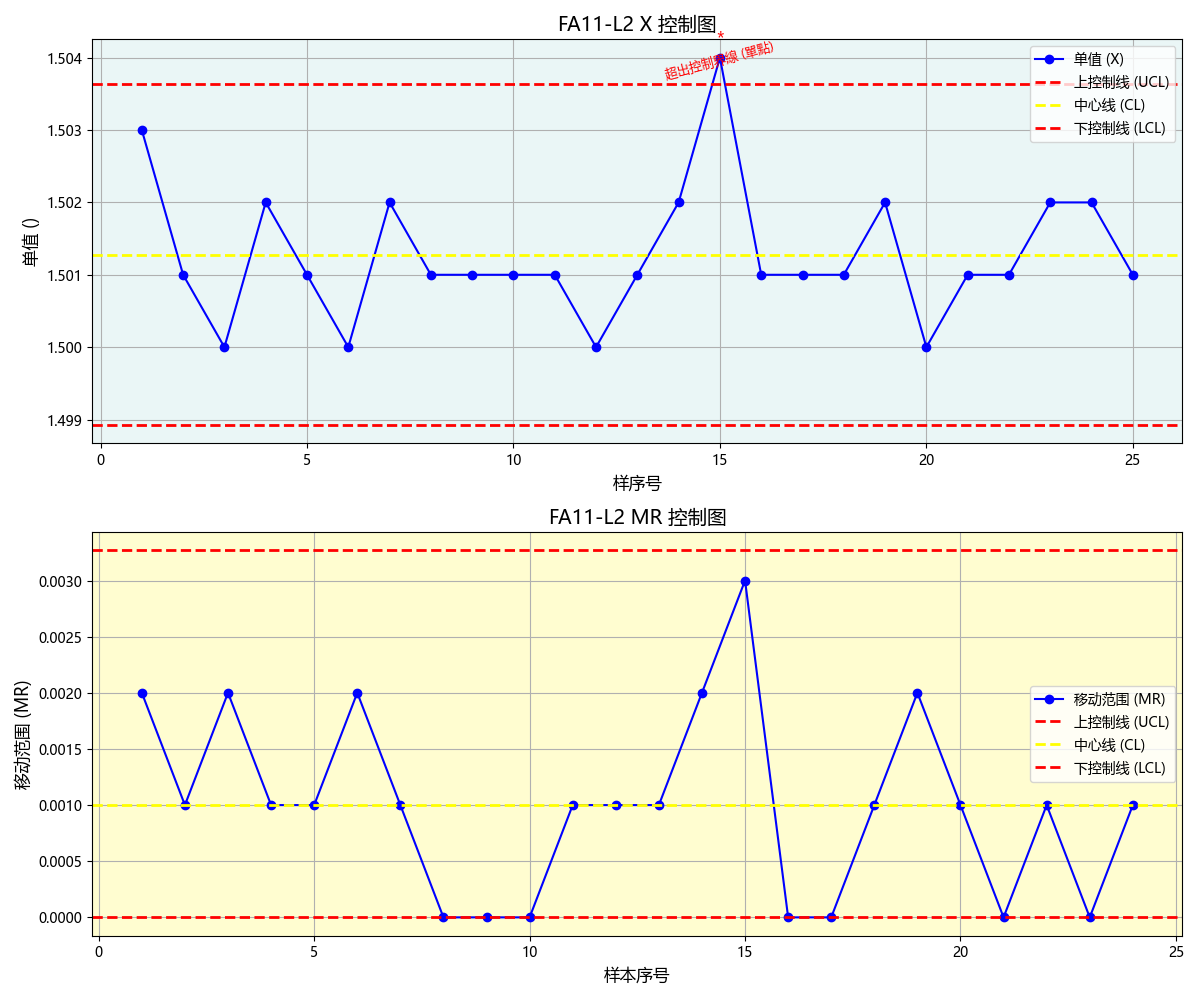 FA11-L2 X 控制图
*
超出控制界線 (單點)
单值 (X)
上控制线 (UCL)
中心线 (CL)
下控制线 (LCL)
1.504
1.503
1.502
1.501
1.500
1.499
单值 ()
0 5 10 15 20 25
样序号
FA11-L2 MR 控制图
0.0030
0.0025
0.0020
0.0015
0.0010
0.0005
0.0000
移动范围 (MR)
移动范围 (MR)
上控制线 (UCL)
中心线 (CL)
下控制线 (LCL)
0 5 10 15 20 25
样本序号